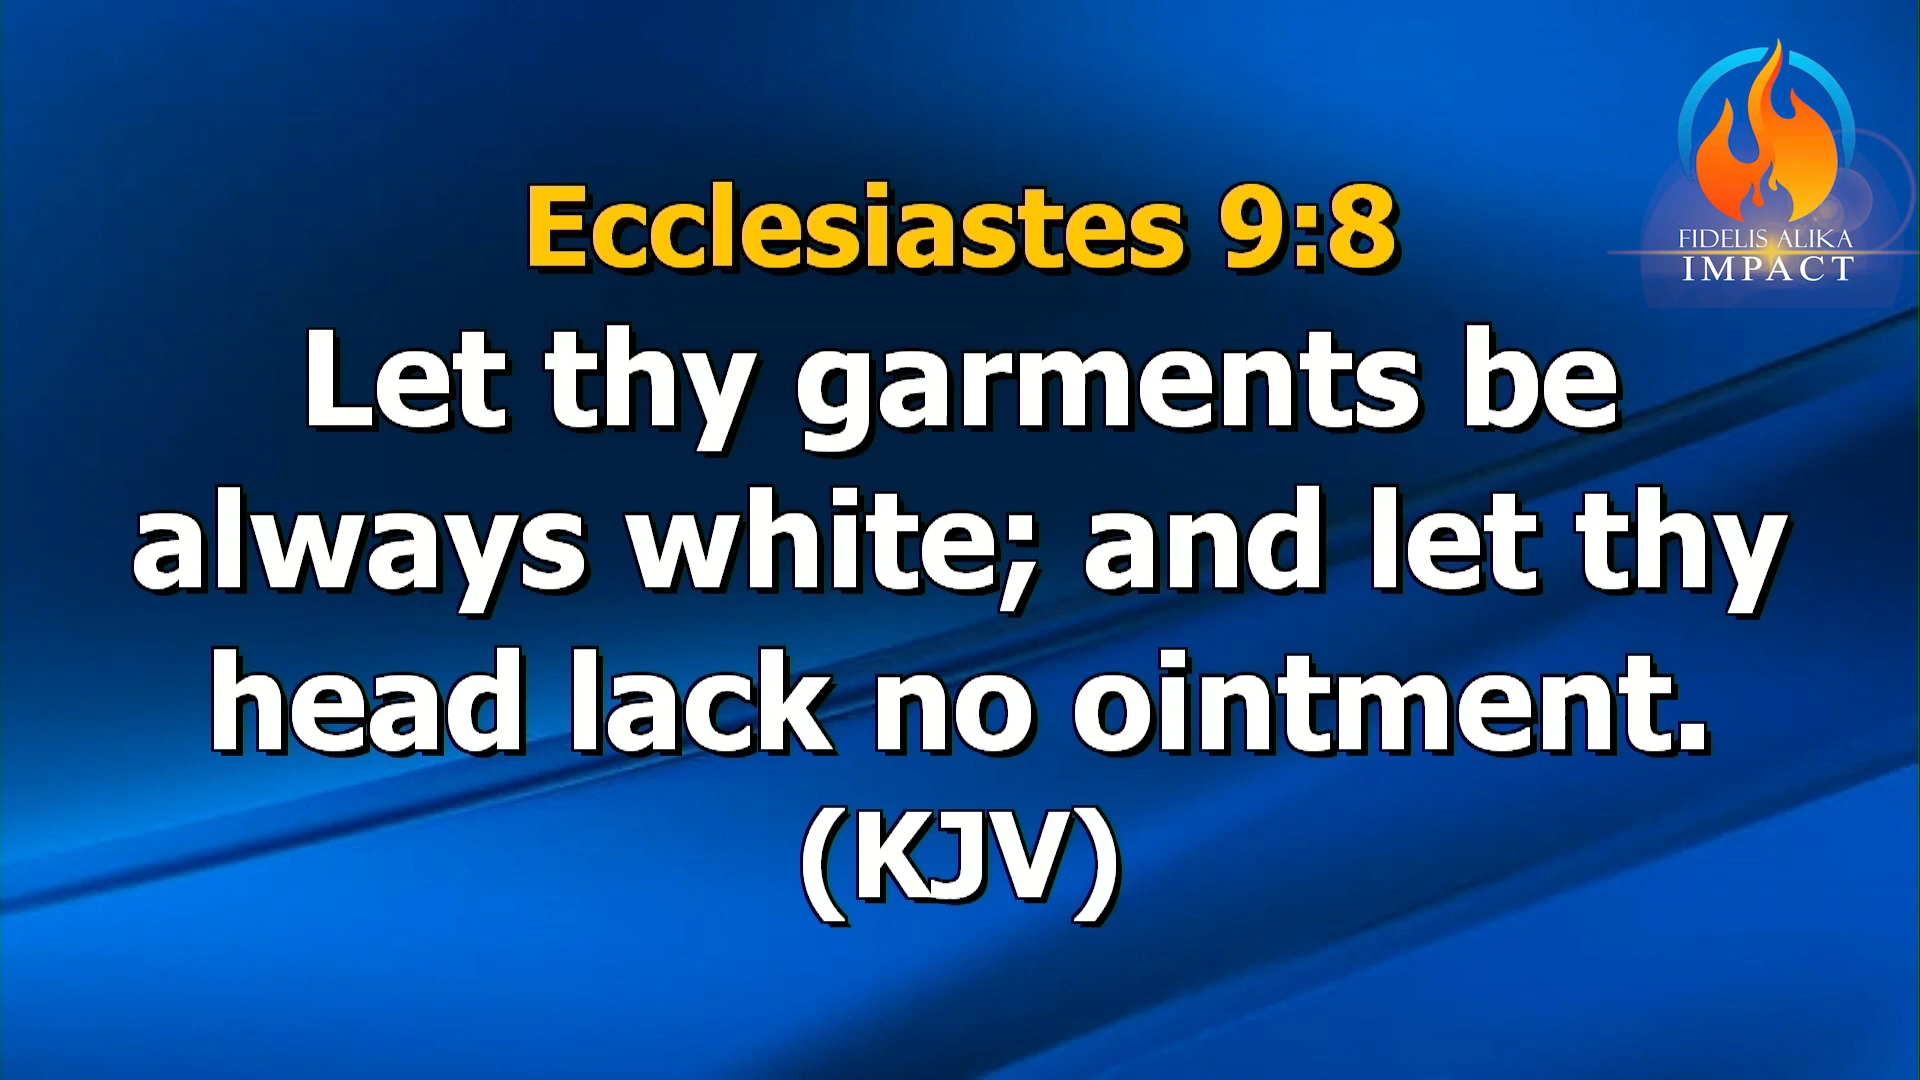 Ecclesiastes 9:8
Let thy garments be
always white; and let thy
head lack no ointment.
(KJV)
FIDELIS ALIKA
IMPACT